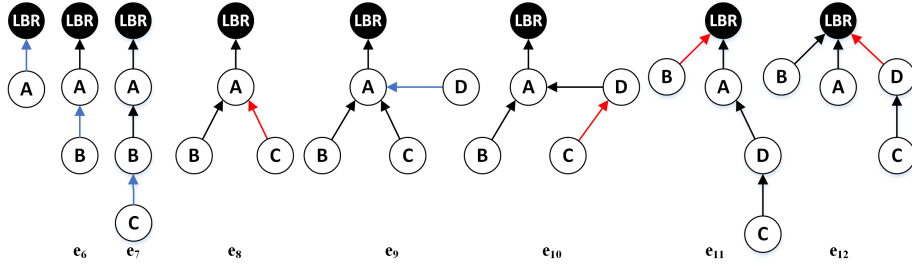 LBR LBR LBR LBR LBR LBR LBR LBR
A A A A A D A D B A B A D
B B B C B C B C D C
C C
e6 e7 e8 e9 e10 e11 e12